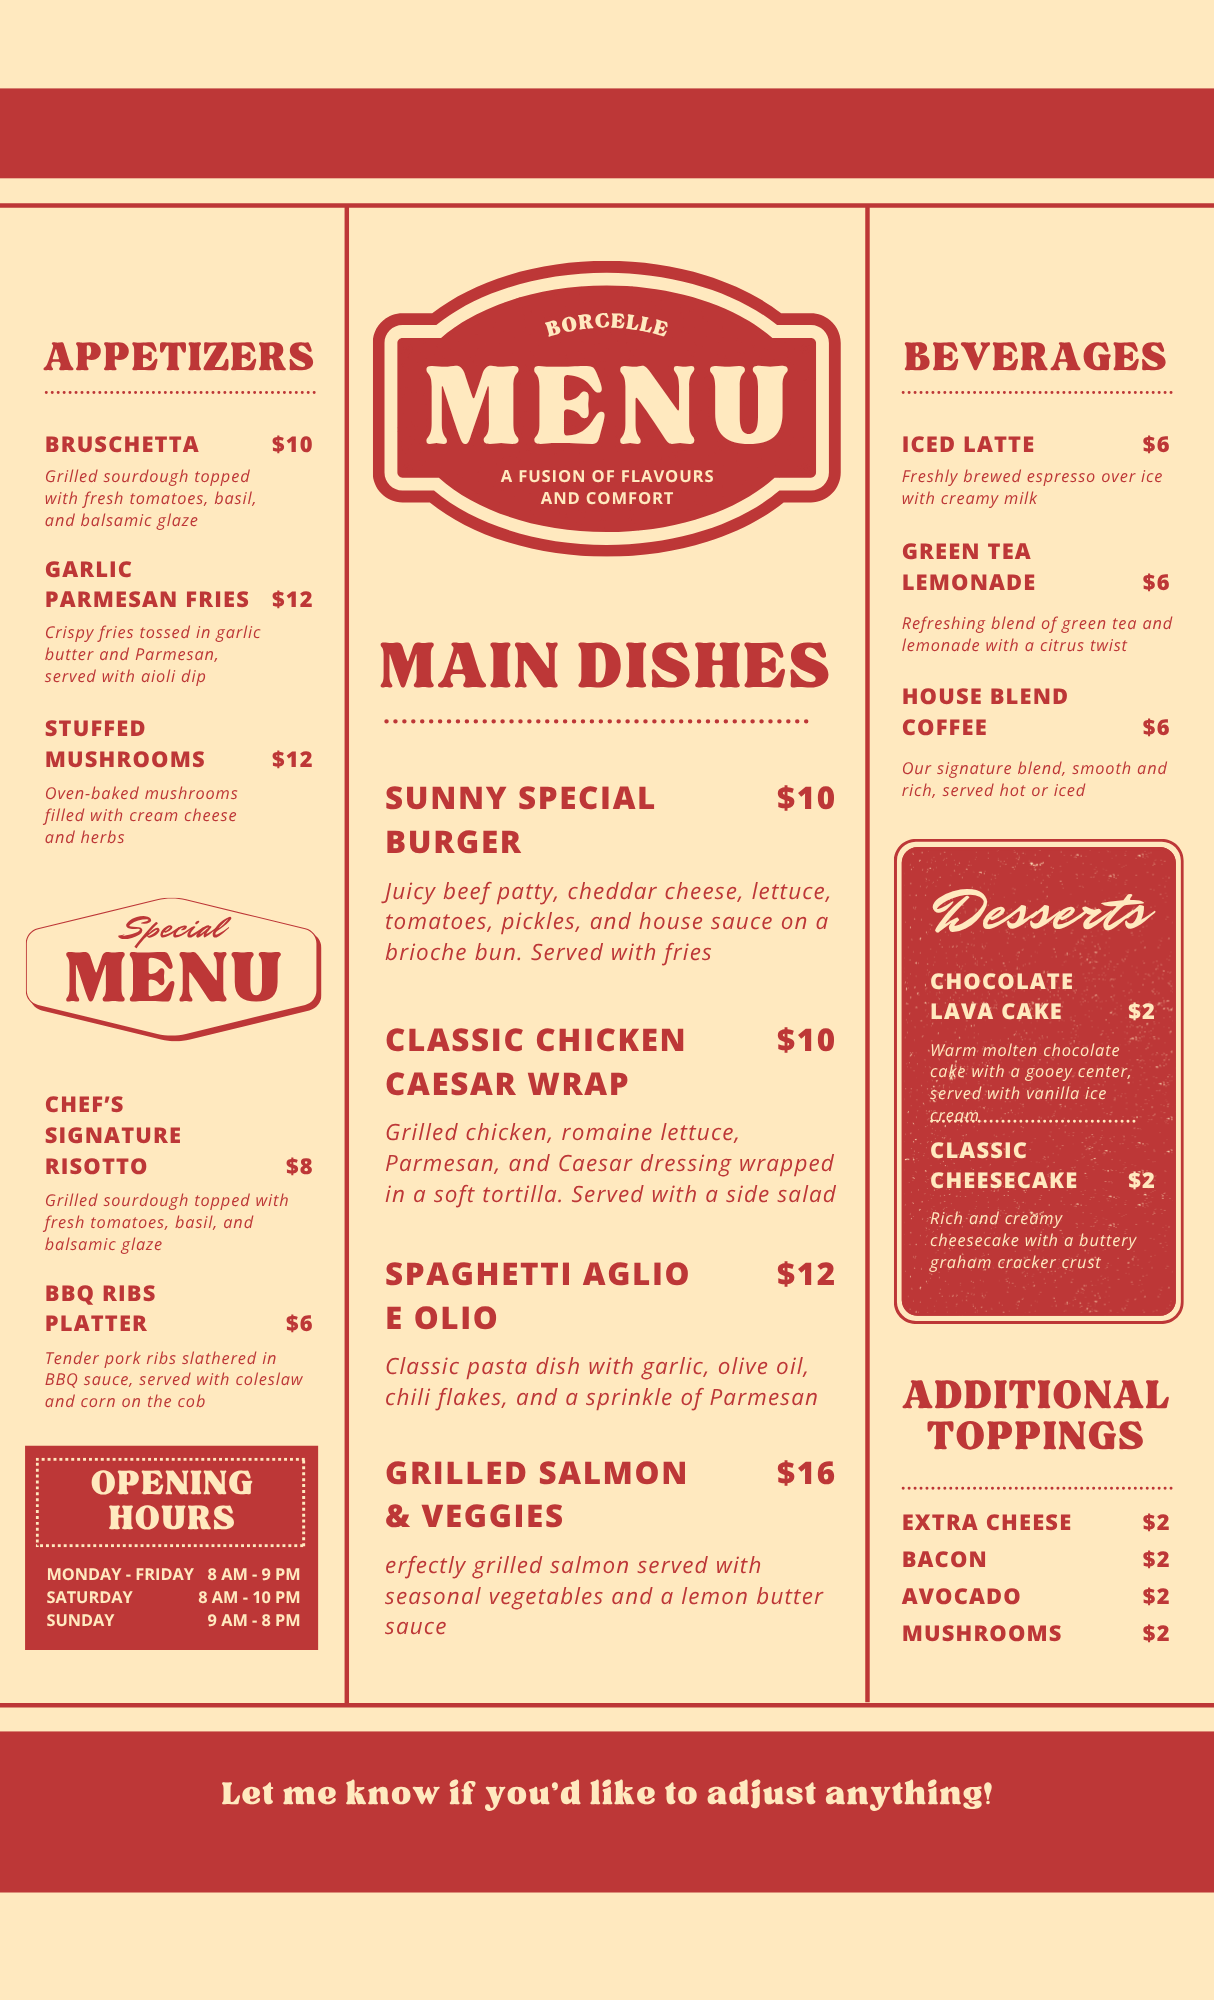 APPETIZERS
BRUSCHETTA $10
Grilled sourdough topped
with fresh tomatoes, basil,
and balsamic glaze
GARLIC
PARMESAN FRIES $12
Crispy fries tossed in garlic
butter and Parmesan,
served with aioli dip
STUFFED
MUSHROOMS $12
Oven-baked mushrooms
filled with cream cheese
and herbs
Special
MENU
CHEF’S
SIGNATURE
RISOTTO $8
Grilled sourdough topped with
fresh tomatoes, basil, and
balsamic glaze
BBQ RIBS
PLATTER $6
Tender pork ribs slathered in
BBQ sauce, served with coleslaw
and corn on the cob
OPENING
HOURS
MONDAY - FRIDAY 8 AM - 9 PM
SATURDAY 8 AM - 10 PM
SUNDAY 9 AM - 8 PM
BORCELLE
MENU
A FUSION OF FLAVOURS
AND COMFORT
MAIN DISHES
SUNNY SPECIAL $10
BURGER
Juicy beef patty, cheddar cheese, lettuce,
tomatoes, pickles, and house sauce on a
brioche bun. Served with fries
CLASSIC CHICKEN $10
CAESAR WRAP
Grilled chicken, romaine lettuce,
Parmesan, and Caesar dressing wrapped
in a soft tortilla. Served with a side salad
SPAGHETTI AGLIO $12
E OLIO
Classic pasta dish with garlic, olive oil,
chili flakes, and a sprinkle of Parmesan
GRILLED SALMON $16
& VEGGIES
erfectly grilled salmon served with
seasonal vegetables and a lemon butter
sauce
BEVERAGES
ICED LATTE $6
Freshly brewed espresso over ice
with creamy milk
GREEN TEA
LEMONADE $6
Refreshing blend of green tea and
lemonade with a citrus twist
HOUSE BLEND
COFFEE $6
Our signature blend, smooth and
rich, served hot or iced
Desserts
CHOCOLATE
LAVA CAKE $2
Warm molten chocolate
cake with a gooey center,
served with vanilla ice
cream
CLASSIC
CHEESECAKE $2
Rich and creamy
cheesecake with a buttery
graham cracker crust
ADDITIONAL
TOPPINGS
EXTRA CHEESE $2
BACON $2
AVOCADO $2
MUSHROOMS $2
Let me know if you’d like to adjust anything!